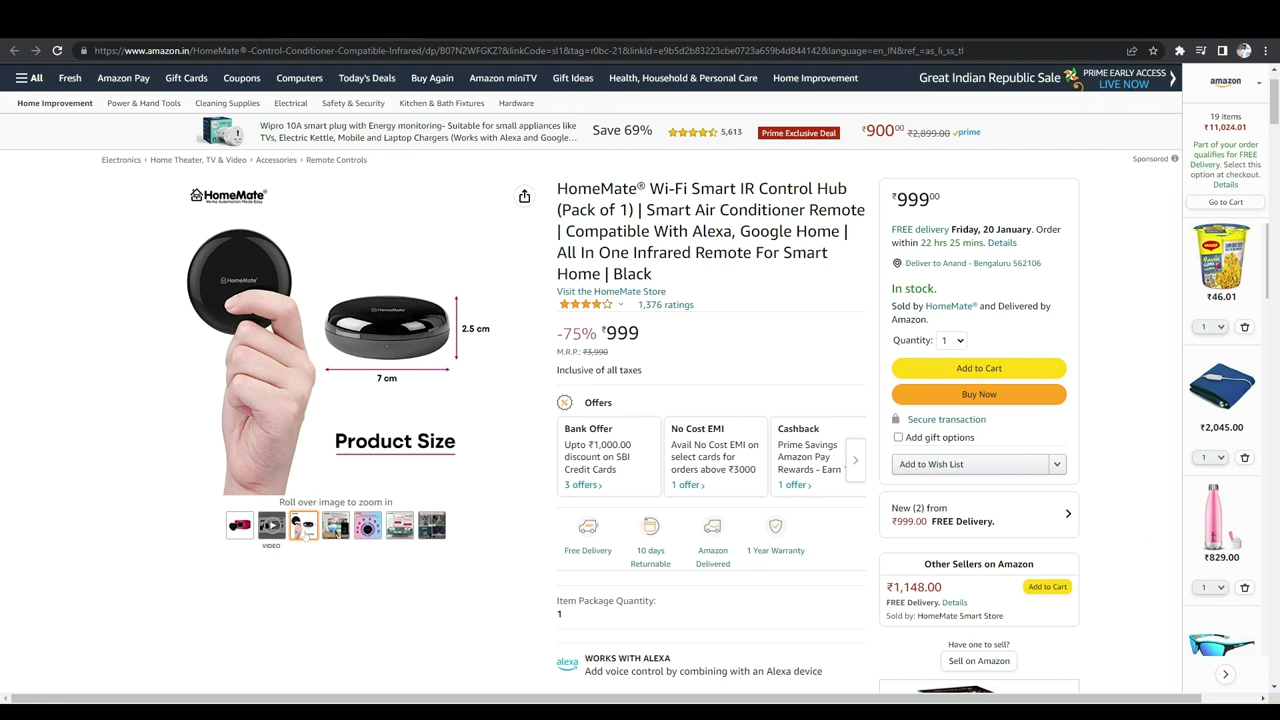 https://www.amazon.in/HomeMate®-Control-Conditioner-Compatible-Infrared/dp/B07N2WFGKZ?&linkCode=sl1&tag=r0bc-21&linkId=e9b5d2b83223cbe0723a659b4d844142&language=en_IN&ref_=as_li_ss_tl
All Fresh Amazon Pay Gift Cards Coupons Computers Today's Deals Buy Again Amazon miniTV Gift Ideas Health, Household & Personal Care Home Improvement Great Indian Republic Sale PRIME EARLY ACCESS
LIVE NOW
amazon
Home Improvement Power & Hand Tools Cleaning Supplies Electrical Safety & Security Kitchen & Bath Fixtures Hardware
19 items
₹11,024.01
Part of your order
qualifies for FREE
Delivery. Select this
option at checkout.
Details
Go to Cart
Wipro 10A smart plug with Energy monitoring- Suitable for small appliances like
TVs, Electric Kettle, Mobile and Laptop Chargers (Works with Alexa and Google...
Save 69%
5,613
Prime Exclusive Deal
₹900.00 ₹2,899.00 prime
Electronics › Home Theater, TV & Video › Accessories › Remote Controls
Sponsored
HomeMate®
Home Automation Made Easy
HomeMate®
HomeMate®
2.5 cm
7 cm
Product Size
Roll over image to zoom in
VIDEO
HomeMate® Wi-Fi Smart IR Control Hub
(Pack of 1) | Smart Air Conditioner Remote
| Compatible With Alexa, Google Home |
All In One Infrared Remote For Smart
Home | Black
Visit the HomeMate Store
1,376 ratings
-75% ₹999
M.R.P.: ₹3,990
Inclusive of all taxes
Offers
Bank Offer
Upto ₹1,000.00
discount on SBI
Credit Cards
3 offers ›
No Cost EMI
Avail No Cost EMI on
select cards for
orders above ₹3000
1 offer ›
Cashback
Prime Savings
Amazon Pay
Rewards - Earn
1 offer ›
Free Delivery
10 days
Returnable
Amazon
Delivered
1 Year Warranty
Item Package Quantity:
1
alexa
WORKS WITH ALEXA
Add voice control by combining with an Alexa device
₹999.00
FREE delivery Friday, 20 January. Order
within 22 hrs 25 mins. Details
Deliver to Anand - Bengaluru 562106
In stock.
Sold by HomeMate® and Delivered by
Amazon.
Quantity: 1
Add to Cart
Buy Now
Secure transaction
Add gift options
Add to Wish List
New (2) from
₹999.00 FREE Delivery.
Other Sellers on Amazon
₹1,148.00
Add to Cart
FREE Delivery. Details
Sold by: HomeMate Smart Store
Have one to sell?
Sell on Amazon
MAGGI
₹46.01
1
₹2,045.00
1
₹829.00
1